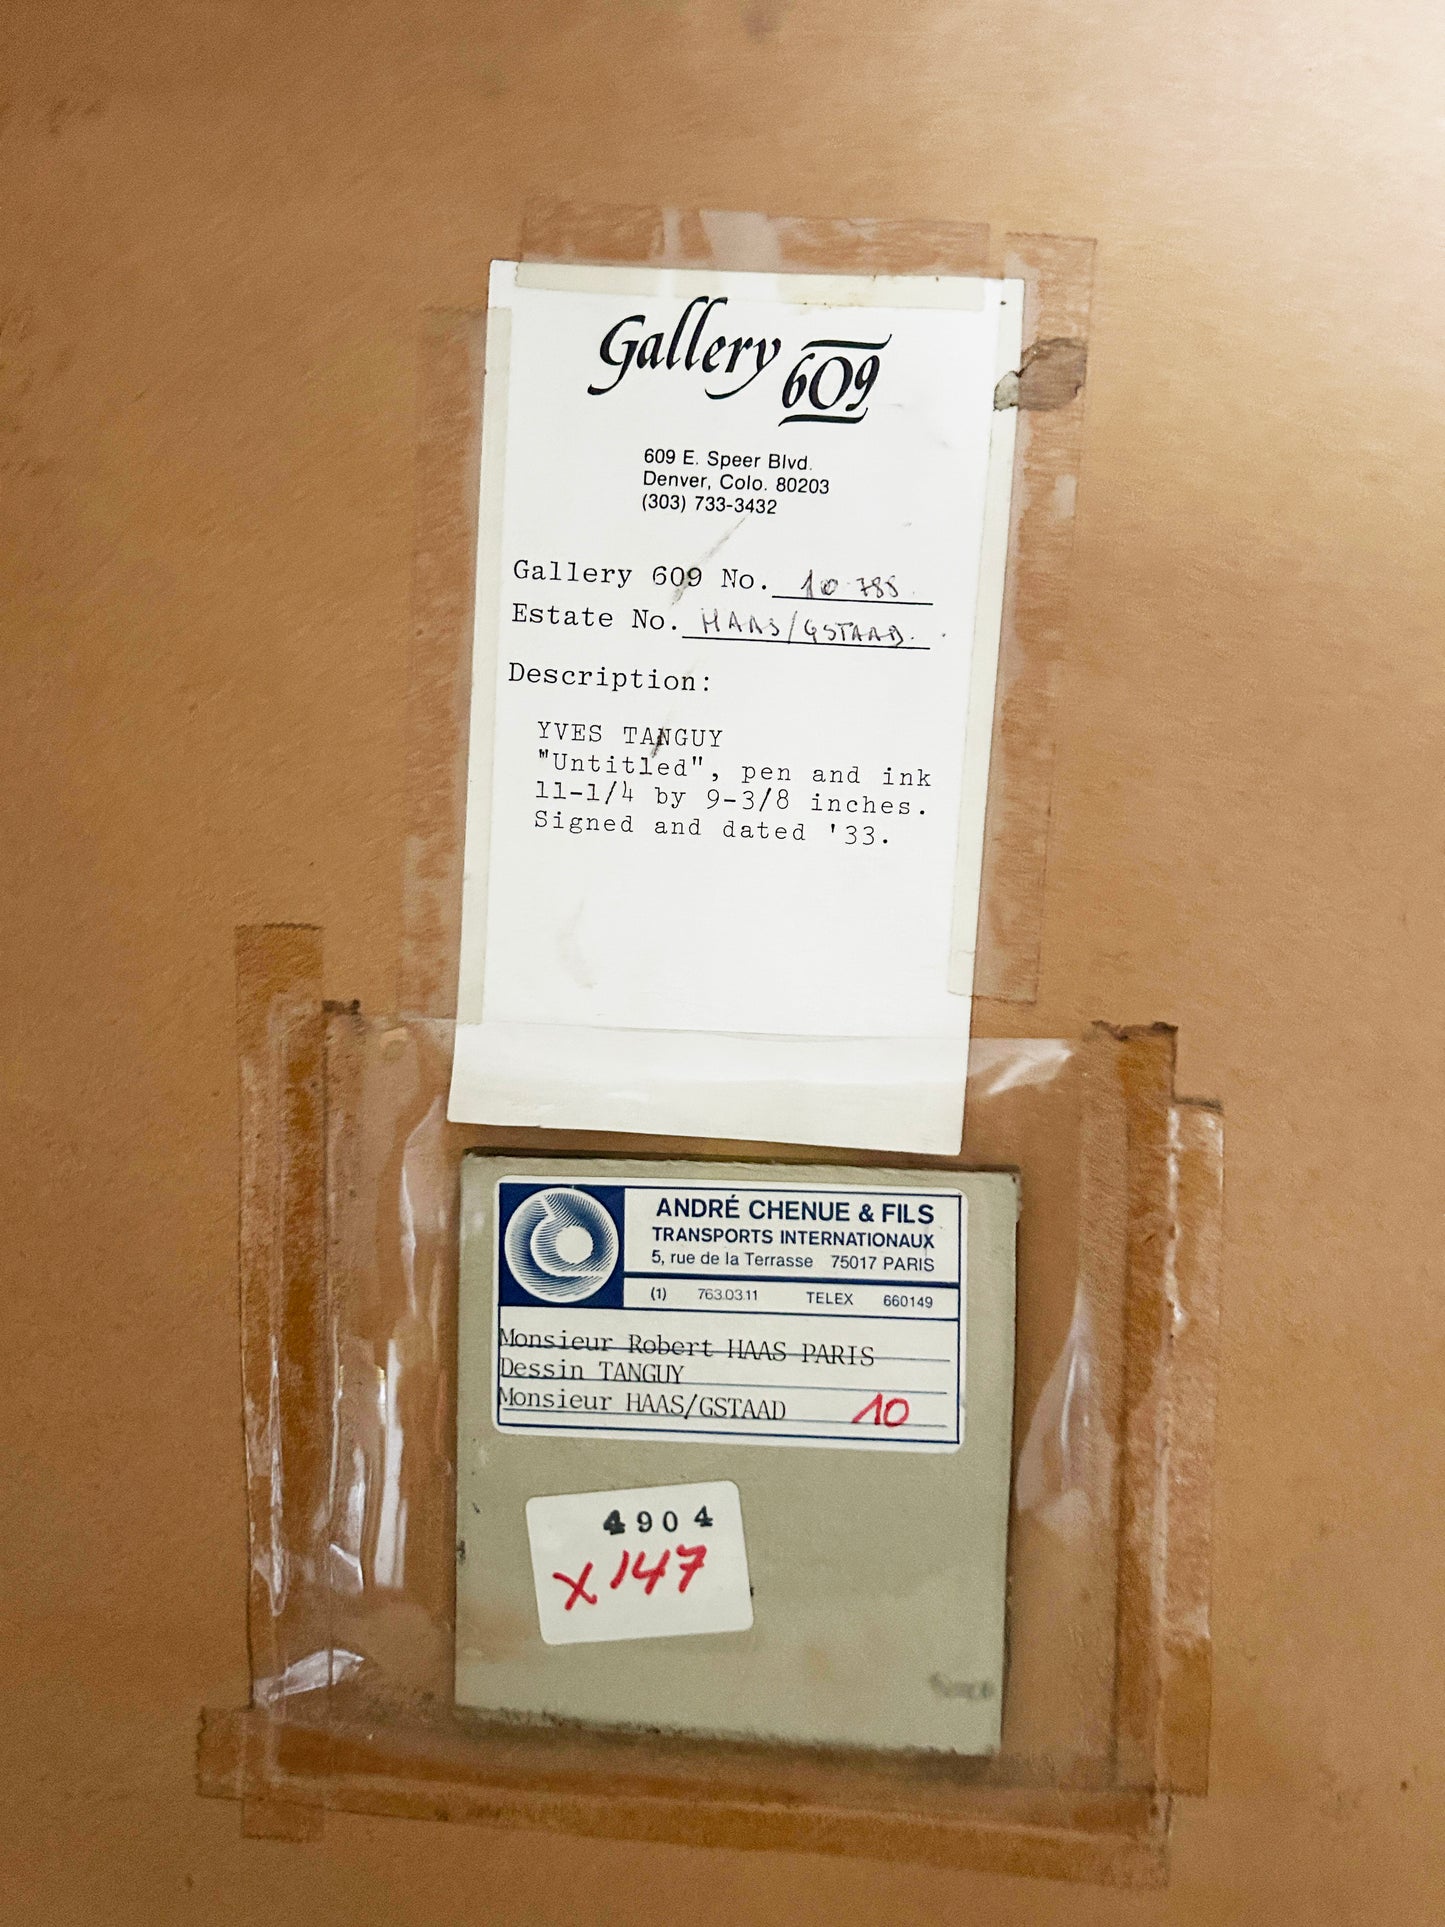 Gallery 609
609 E. Speer Blvd.
Denver, Colo. 80203
(303) 733-3432
Gallery 609 No. 10.788.
Estate No. HAAS/GSTAAD.
Description:
YVES TANGUY
"Untitled", pen and ink
11-1/4 by 9-3/8 inches.
Signed and dated '33.
ANDRÉ CHENUE & FILS
TRANSPORTS INTERNATIONAUX
5, rue de la Terrasse 75017 PARIS
(1) 763.03.11 TELEX 660149
Monsieur Robert HAAS PARIS
Dessin TANGUY
Monsieur HAAS/GSTAAD 10
4904
X147